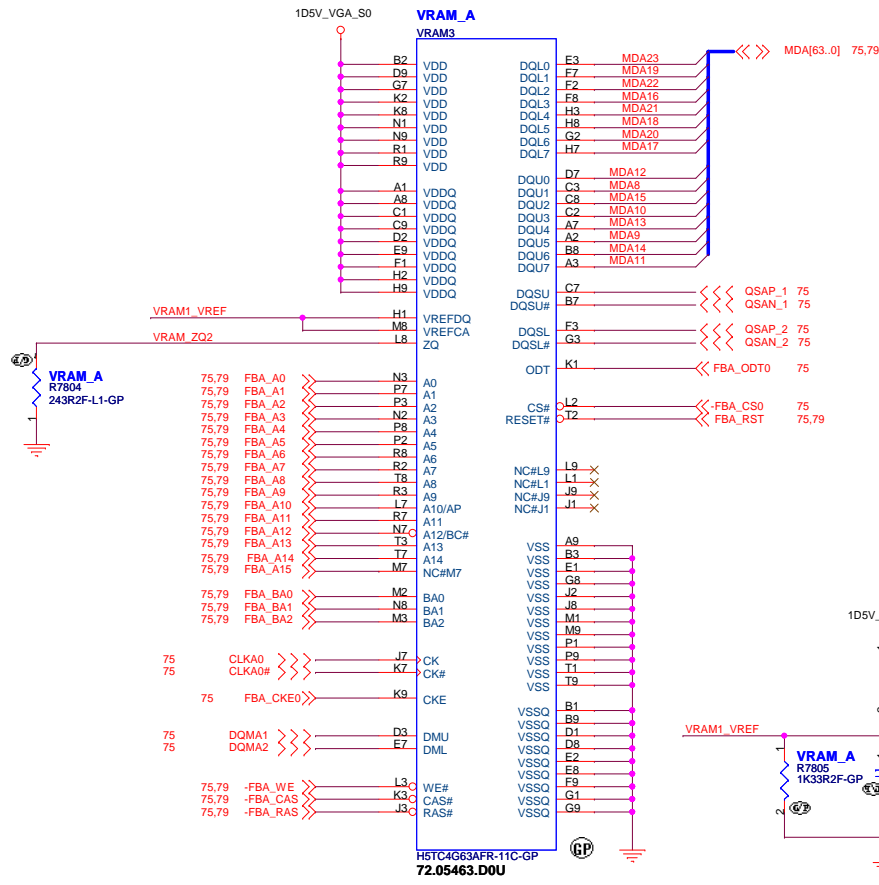 1D5V_VGA_S0
VRAM_A
VRAM3
B2 VDD
D9 VDD
G7 VDD
K2 VDD
K8 VDD
N1 VDD
N9 VDD
R1 VDD
R9 VDD
A1 VDDQ
A8 VDDQ
C1 VDDQ
C9 VDDQ
D2 VDDQ
E9 VDDQ
F1 VDDQ
H2 VDDQ
H9 VDDQ
VRAM1_VREF H1 VREFDQ
M8 VREFCA
VRAM_ZQ2 L8 ZQ
VRAM_A
R7804
243R2F-L1-GP
1
75,79 FBA_A0 N3 A0
75,79 FBA_A1 P7 A1
75,79 FBA_A2 P3 A2
75,79 FBA_A3 N2 A3
75,79 FBA_A4 P8 A4
75,79 FBA_A5 P2 A5
75,79 FBA_A6 R8 A6
75,79 FBA_A7 R2 A7
75,79 FBA_A8 T8 A8
75,79 FBA_A9 R3 A9
75,79 FBA_A10 L7 A10/AP
75,79 FBA_A11 R7 A11
75,79 FBA_A12 N7 A12/BC#
75,79 FBA_A13 T3 A13
75,79 FBA_A14 T7 A14
75,79 FBA_A15 M7 NC#M7
75,79 FBA_BA0 M2 BA0
75,79 FBA_BA1 N8 BA1
75,79 FBA_BA2 M3 BA2
75 CLKA0 J7 CK
75 CLKA0# K7 CK#
75 FBA_CKE0 K9 CKE
75 DQMA1 D3 DMU
75 DQMA2 E7 DML
75,79 -FBA_WE L3 WE#
75,79 -FBA_CAS K3 CAS#
75,79 -FBA_RAS J3 RAS#
DQL0 E3 MDA23
DQL1 F7 MDA19
DQL2 F2 MDA22
DQL3 F8 MDA16
DQL4 H3 MDA21
DQL5 H8 MDA18
DQL6 G2 MDA20
DQL7 H7 MDA17
MDA[63..0] 75,79
DQU0 D7 MDA12
DQU1 C3 MDA8
DQU2 C8 MDA15
DQU3 C2 MDA10
DQU4 A7 MDA13
DQU5 A2 MDA9
DQU6 B8 MDA14
DQU7 A3 MDA11
DQSU C7 QSAP_1 75
DQSU# B7 QSAN_1 75
DQSL F3 QSAP_2 75
DQSL# G3 QSAN_2 75
ODT K1 FBA_ODT0 75
CS# L2 -FBA_CS0 75
RESET# T2 FBA_RST 75,79
NC#L9 L9
NC#L1 L1
NC#J9 J9
NC#J1 J1
VSS A9
VSS B3
VSS E1
VSS G8
VSS J2
VSS J8
VSS M1
VSS M9
VSS P1
VSS P9
VSS T1
VSS T9
VSSQ B1
VSSQ B9
VSSQ D1
VSSQ D8
VSSQ E2
VSSQ E8
VSSQ F9
VSSQ G1
VSSQ G9
H5TC4G63AFR-11C-GP
72.05463.D0U
GP
1D5V_
VRAM1_VREF
1
VRAM_A
R7805
1K33R2F-GP
2